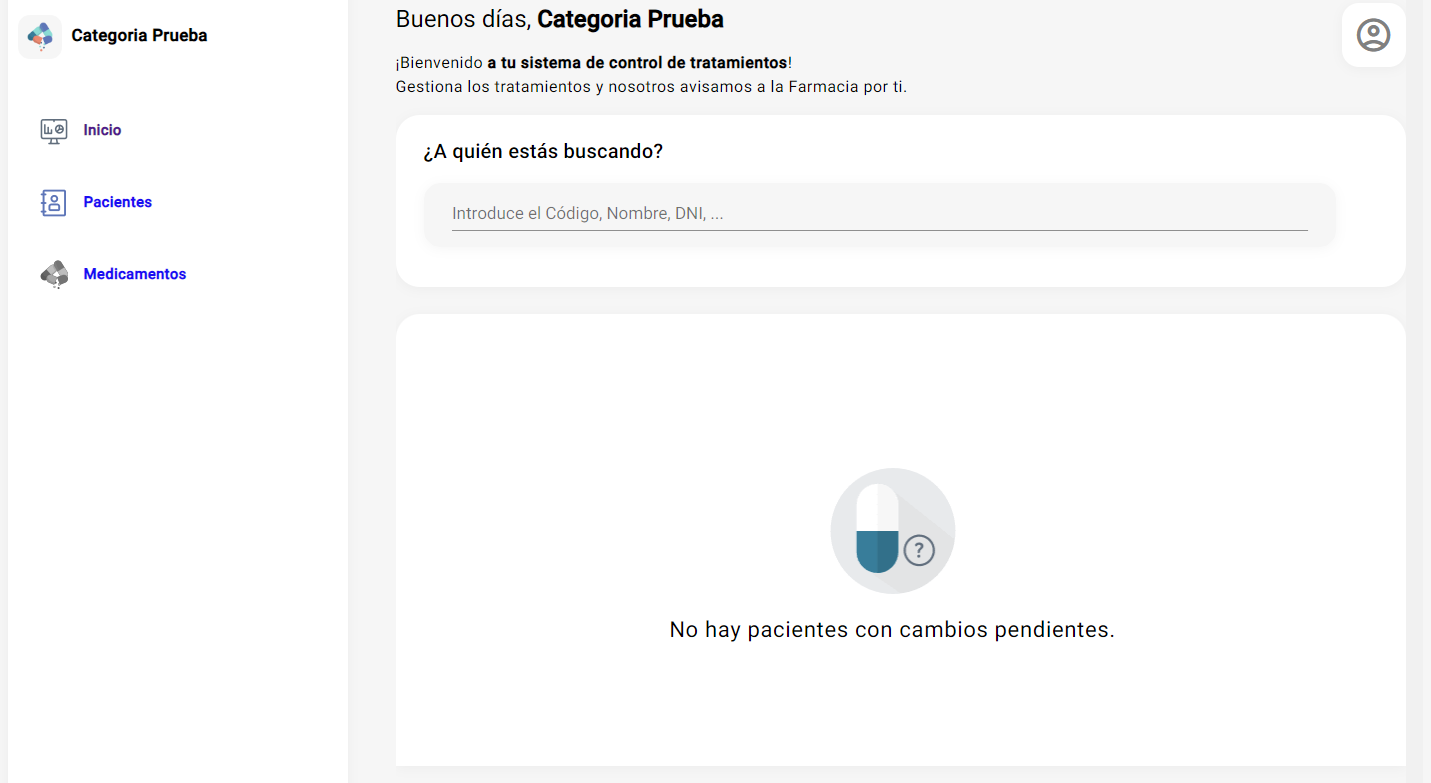 Categoria Prueba
Inicio
Pacientes
Medicamentos
Buenos días, Categoria Prueba
¡Bienvenido a tu sistema de control de tratamientos!
Gestiona los tratamientos y nosotros avisamos a la Farmacia por ti.
¿A quién estás buscando?
Introduce el Código, Nombre, DNI, ...
?
No hay pacientes con cambios pendientes.